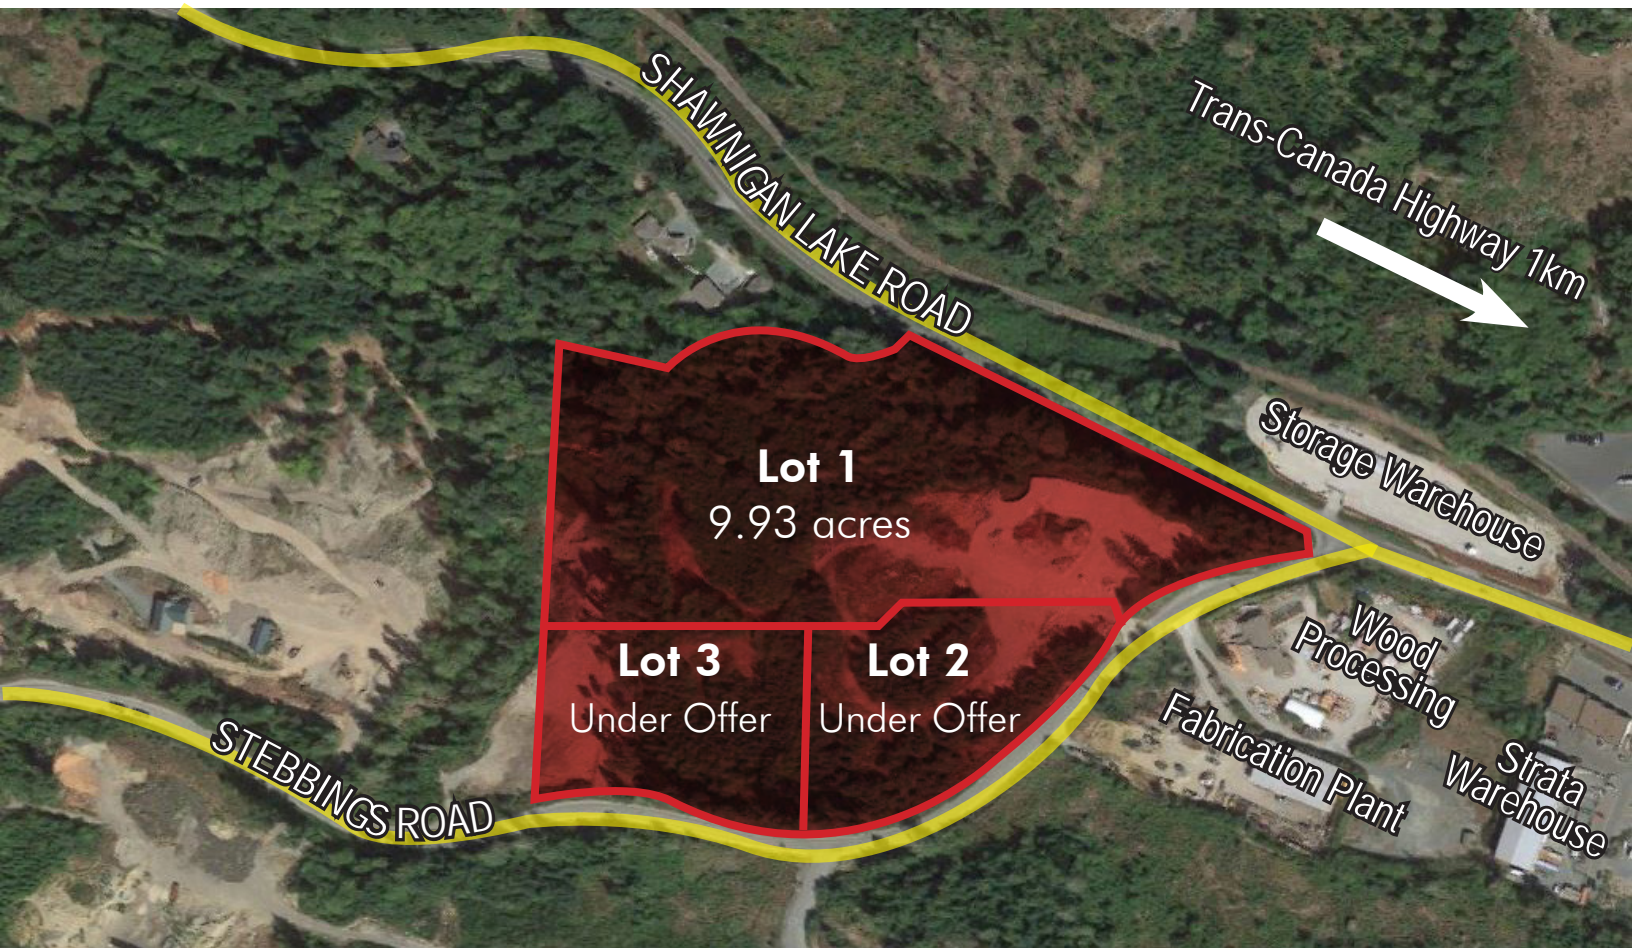 SHAWNIGAN LAKE ROAD
Trans-Canada Highway 1km
Storage Warehouse
Lot 1
9.93 acres
Lot 3
Under Offer
Lot 2
Under Offer
Wood
Processing
Fabrication Plant
Strata
Warehouse
STEBBINGS ROAD